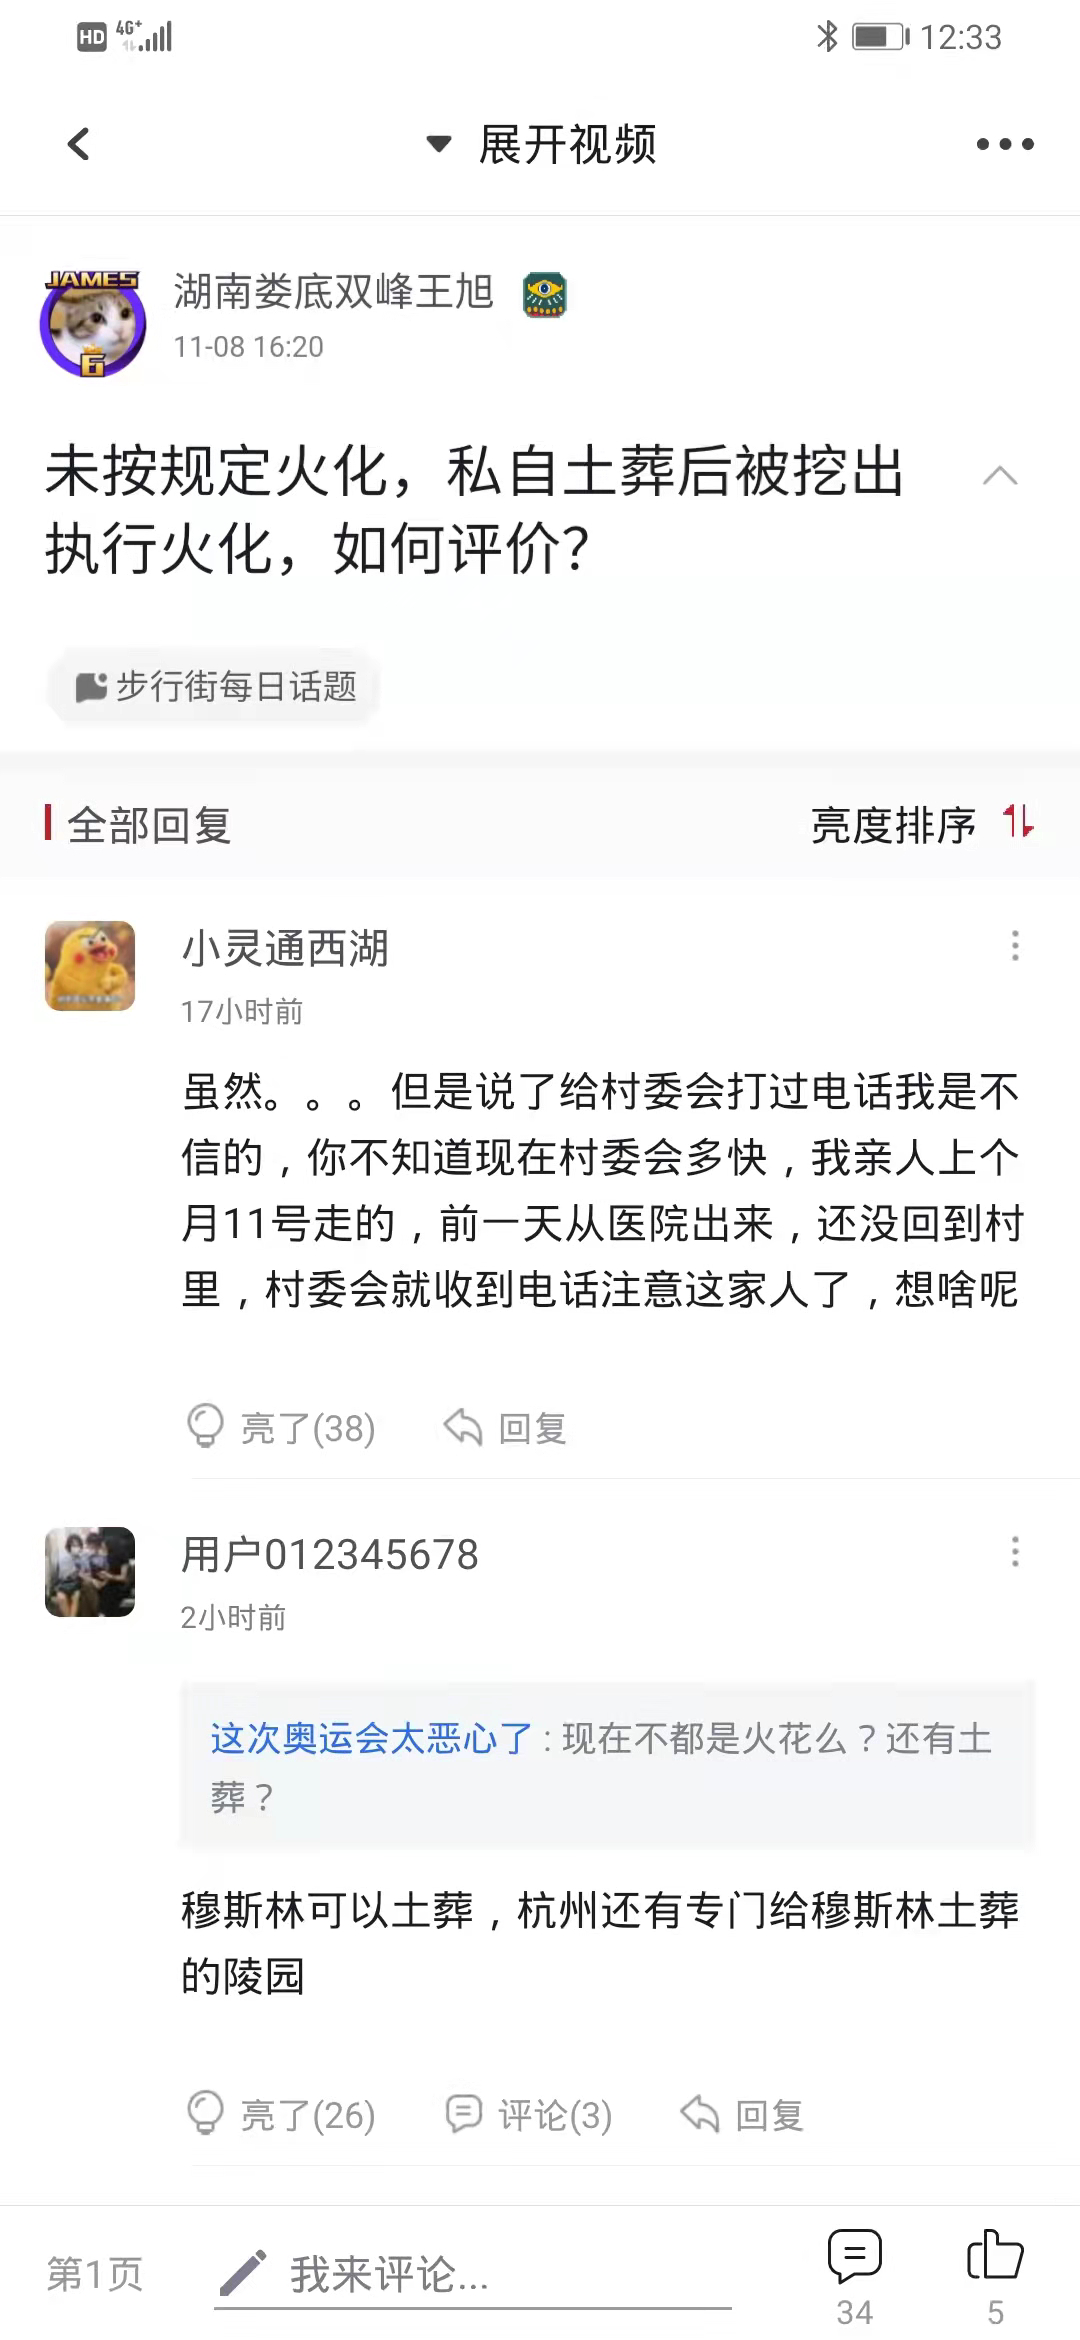 HD 4G+ 12:33
展开视频
JAMES
6
湖南娄底双峰王旭
11-08 16:20
未按规定火化，私自土葬后被挖出
执行火化，如何评价？
步行街每日话题
全部回复 亮度排序
小灵通西湖
17小时前
虽然。。。但是说了给村委会打过电话我是不
信的，你不知道现在村委会多快，我亲人上个
月11号走的，前一天从医院出来，还没回到村
里，村委会就收到电话注意这家人了，想啥呢
亮了(38) 回复
用户012345678
2小时前
这次奥运会太恶心了：现在不都是火花么？还有土
葬？
穆斯林可以土葬，杭州还有专门给穆斯林土葬
的陵园
亮了(26) 评论(3) 回复
第1页 我来评论... 34 5